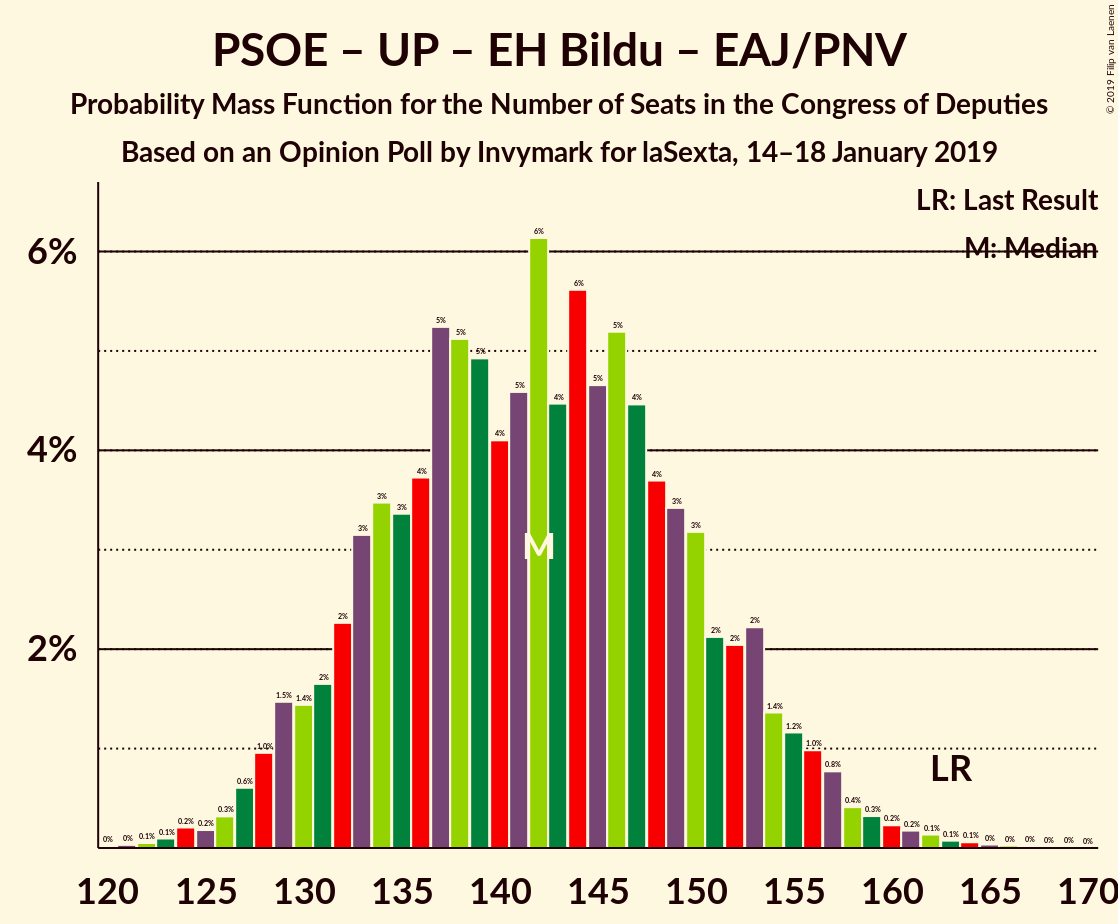 PSOE – UP – EH Bildu – EAJ/PNV
Probability Mass Function for the Number of Seats in the Congress of Deputies
Based on an Opinion Poll by Invymark for laSexta, 14–18 January 2019
© 2019 Filip van Laenen
LR: Last Result
M: Median
6%
4%
2%
0% 0% 0.1% 0.1% 0.2% 0.2% 0.3% 0.6% 1.0% 1.5% 1.4% 2% 2% 3% 3% 3% 4% 5% 5% 5% 4% 5% 6% 4% 6% 5% 5% 4% 4% 3% 3% 2% 2% 2% 1.4% 1.2% 1.0% 0.8% 0.4% 0.3% 0.2% 0.2% 0.1% 0.1% 0.1% 0% 0% 0% 0% 0% 0%
M
LR
120 125 130 135 140 145 150 155 160 165 170